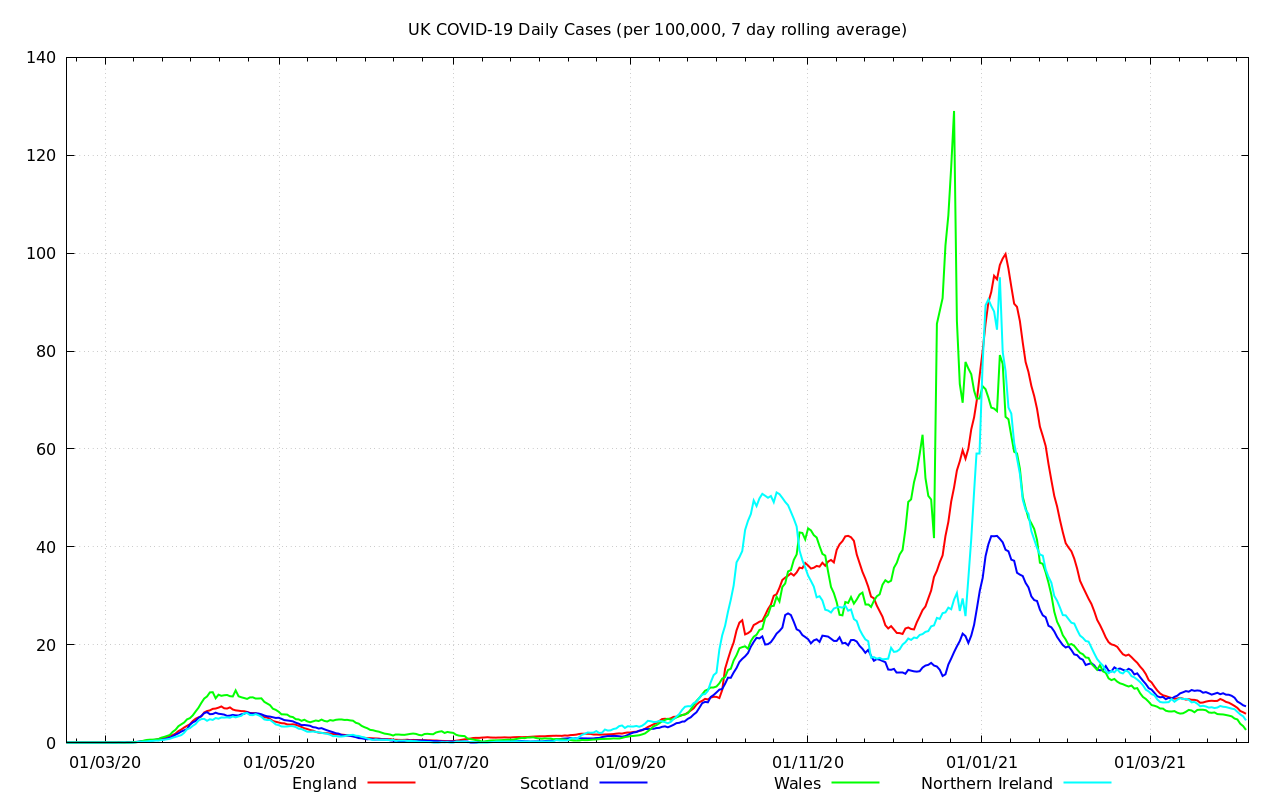 UK COVID-19 Daily Cases (per 100,000, 7 day rolling average)
140
120
100
80
60
40
20
0
01/03/20 01/05/20 01/07/20 01/09/20 01/11/20 01/01/21 01/03/21
England Scotland Wales Northern Ireland